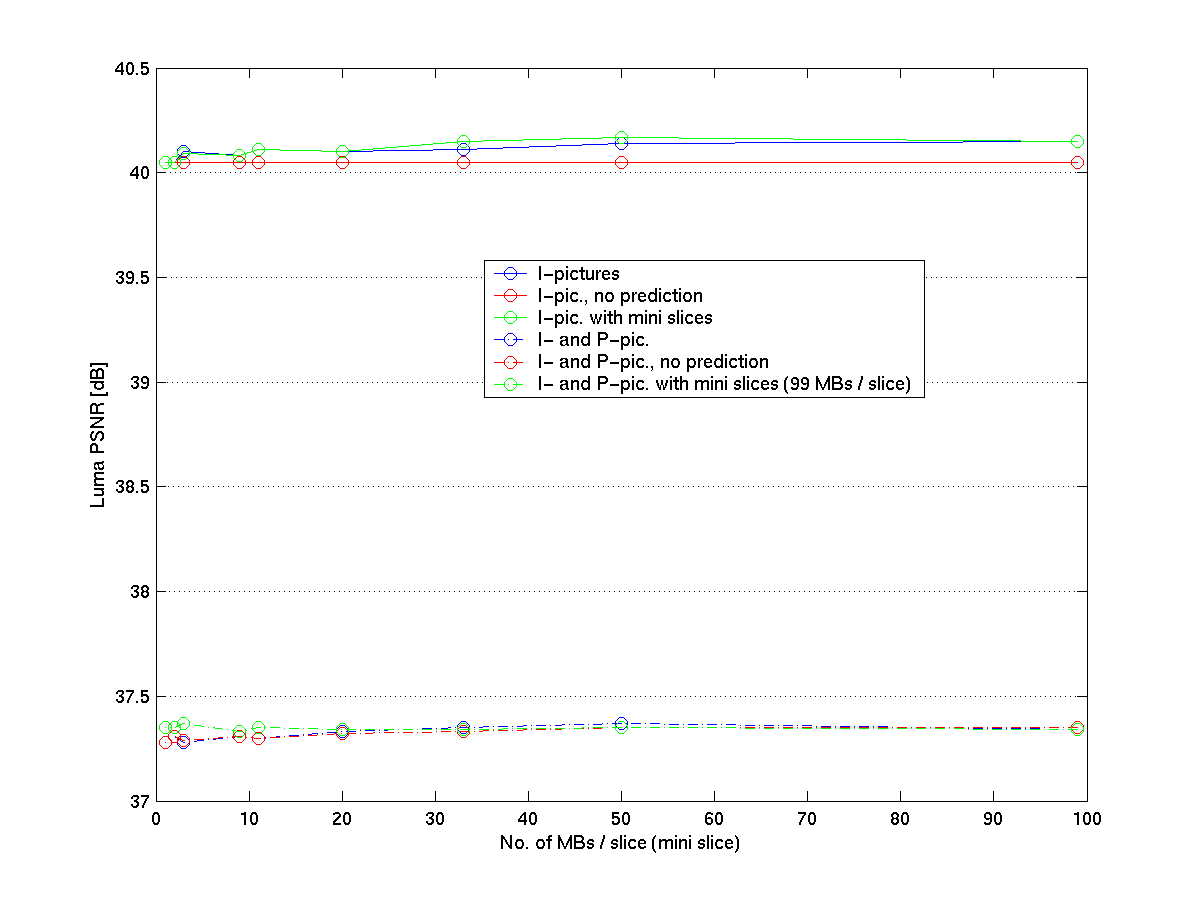 40.5
40
39.5
39
38.5
38
37.5
37
Luma PSNR [dB]
I-pictures
I-pic., no prediction
I-pic. with mini slices
I- and P-pic.
I- and P-pic., no prediction
I- and P-pic. with mini slices (99 MBs / slice)
0 10 20 30 40 50 60 70 80 90 100
No. of MBs / slice (mini slice)